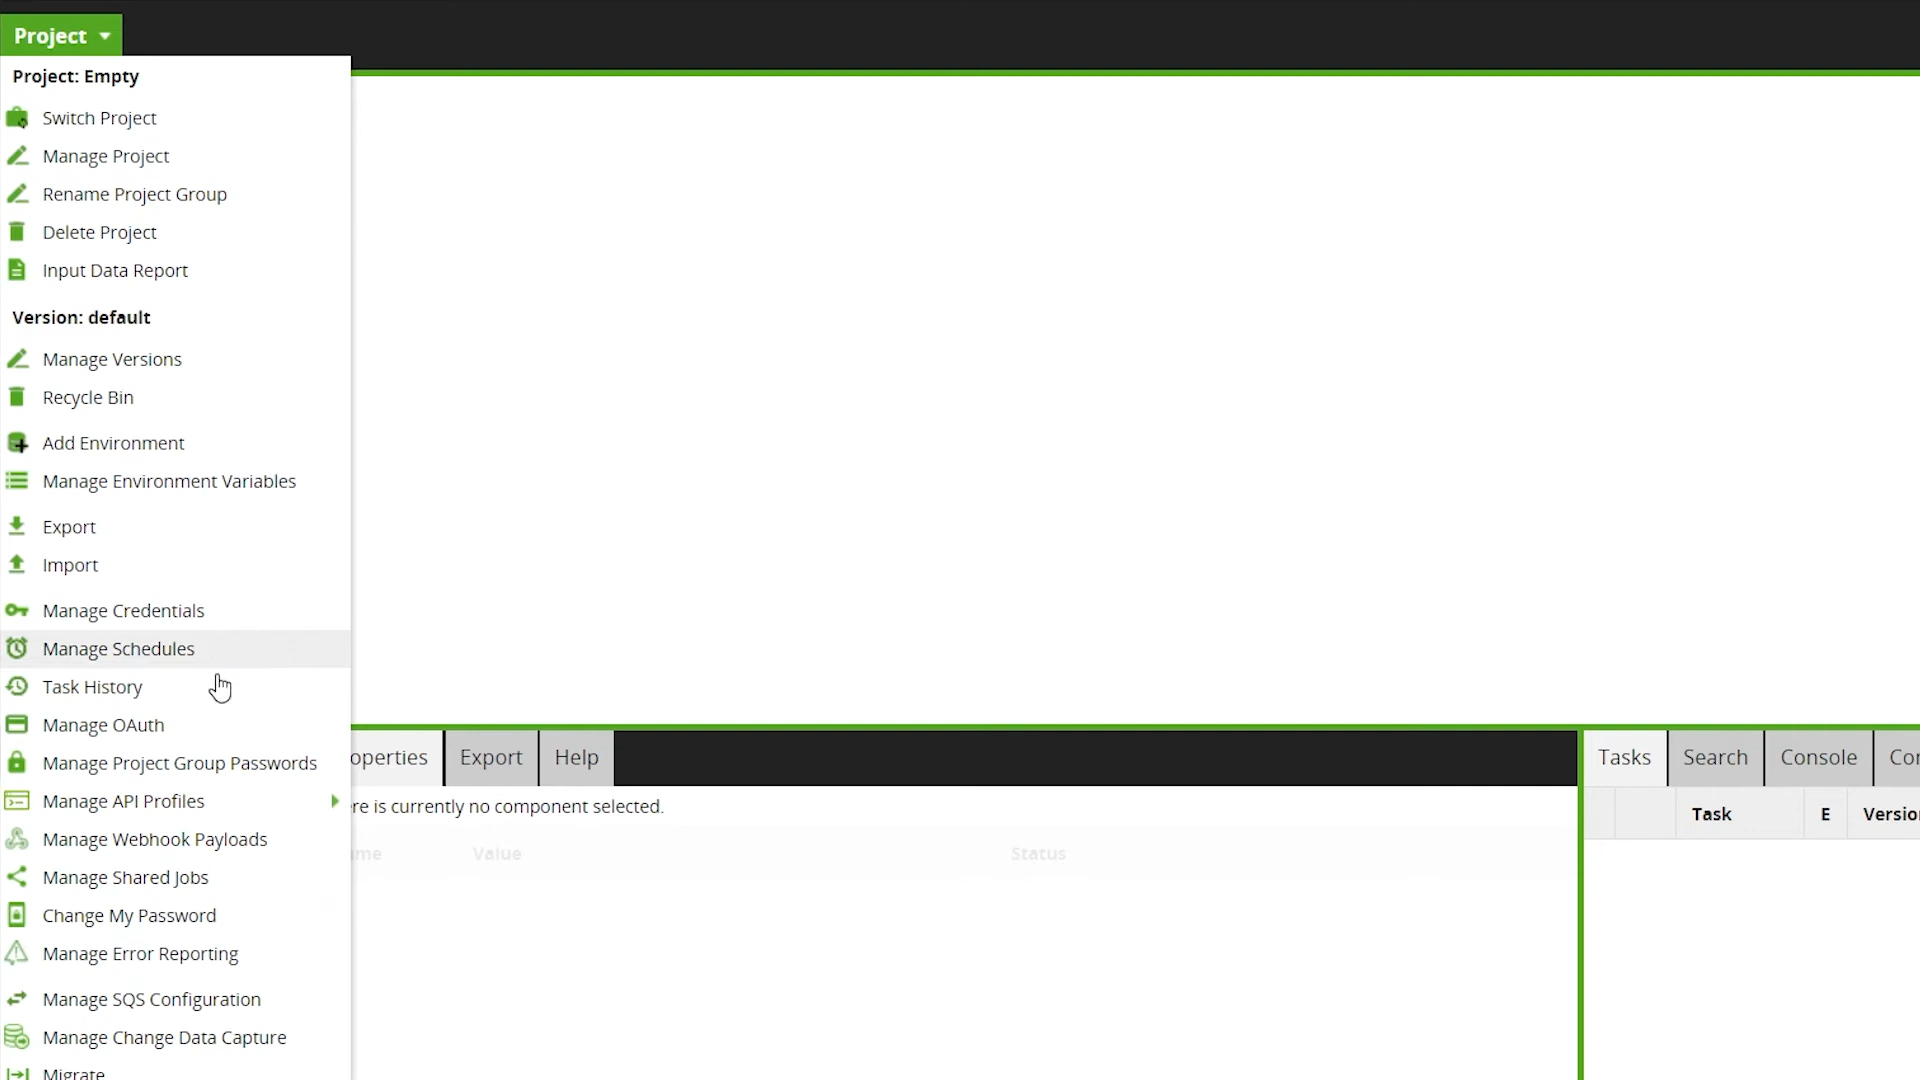 Project
Project: Empty
Switch Project
Manage Project
Rename Project Group
Delete Project
Input Data Report
Version: default
Manage Versions
Recycle Bin
Add Environment
Manage Environment Variables
Export
Import
Manage Credentials
Manage Schedules
Task History
Manage OAuth
Manage Project Group Passwords
Manage API Profiles
Manage Webhook Payloads
Manage Shared Jobs
Change My Password
Manage Error Reporting
Manage SQS Configuration
Manage Change Data Capture
Migrate
operties Export Help
re is currently no component selected.
me Value Status
Tasks Search Console Cor
Task E Versio